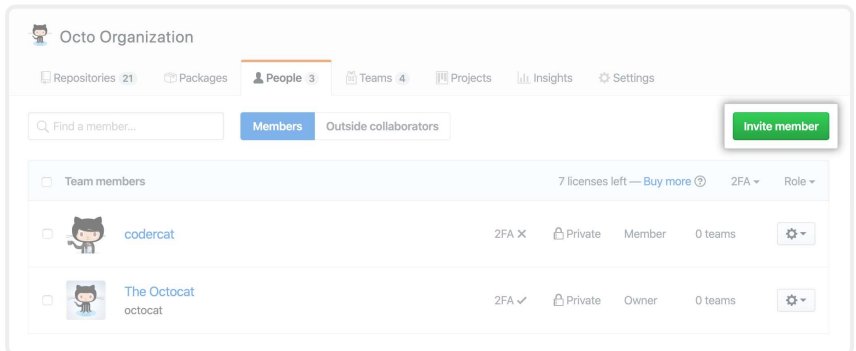 Octo Organization
Repositories 21 Packages People 3 Teams 4 Projects Insights Settings
Find a member... Members Outside collaborators Invite member
Team members 7 licenses left — Buy more ? 2FA Role
codercat 2FA ✕ Private Member 0 teams
The Octocat
octocat 2FA ✓ Private Owner 0 teams